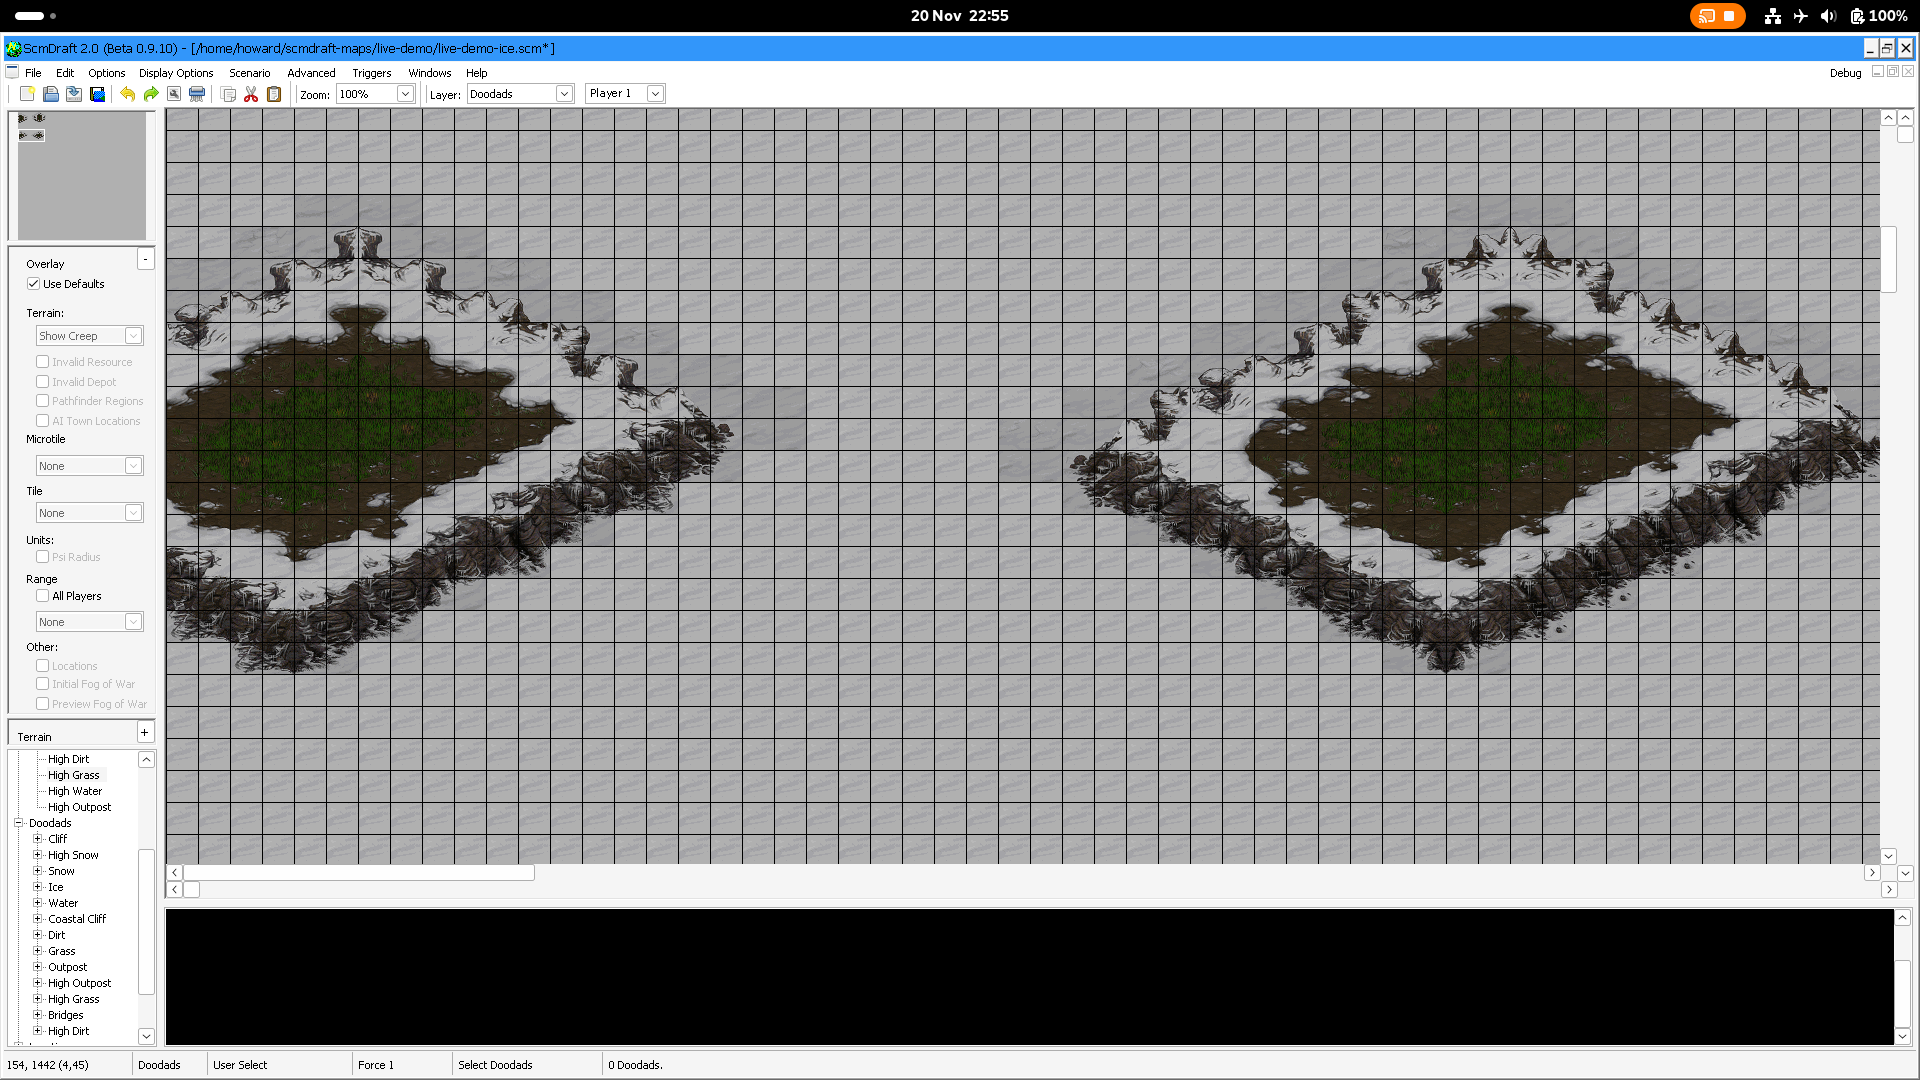 20 Nov 22:55
100%
ScmDraft 2.0 (Beta 0.9.10) - [/home/howard/scmdraft-maps/live-demo/live-demo-ice.scm*]
File Edit Options Display Options Scenario Advanced Triggers Windows Help Debug
Zoom: 100% Layer: Doodads Player 1
Overlay
-
Use Defaults
Terrain:
Show Creep
Invalid Resource
Invalid Depot
Pathfinder Regions
AI Town Locations
Microtile
None
Tile
None
Units:
Psi Radius
Range
All Players
None
Other:
Locations
Initial Fog of War
Preview Fog of War
Terrain
+
High Dirt
High Grass
High Water
High Outpost
Doodads
Cliff
High Snow
Snow
Ice
Water
Coastal Cliff
Dirt
Grass
Outpost
High Outpost
High Grass
Bridges
High Dirt
154, 1442 (4,45) Doodads User Select Force 1 Select Doodads 0 Doodads.